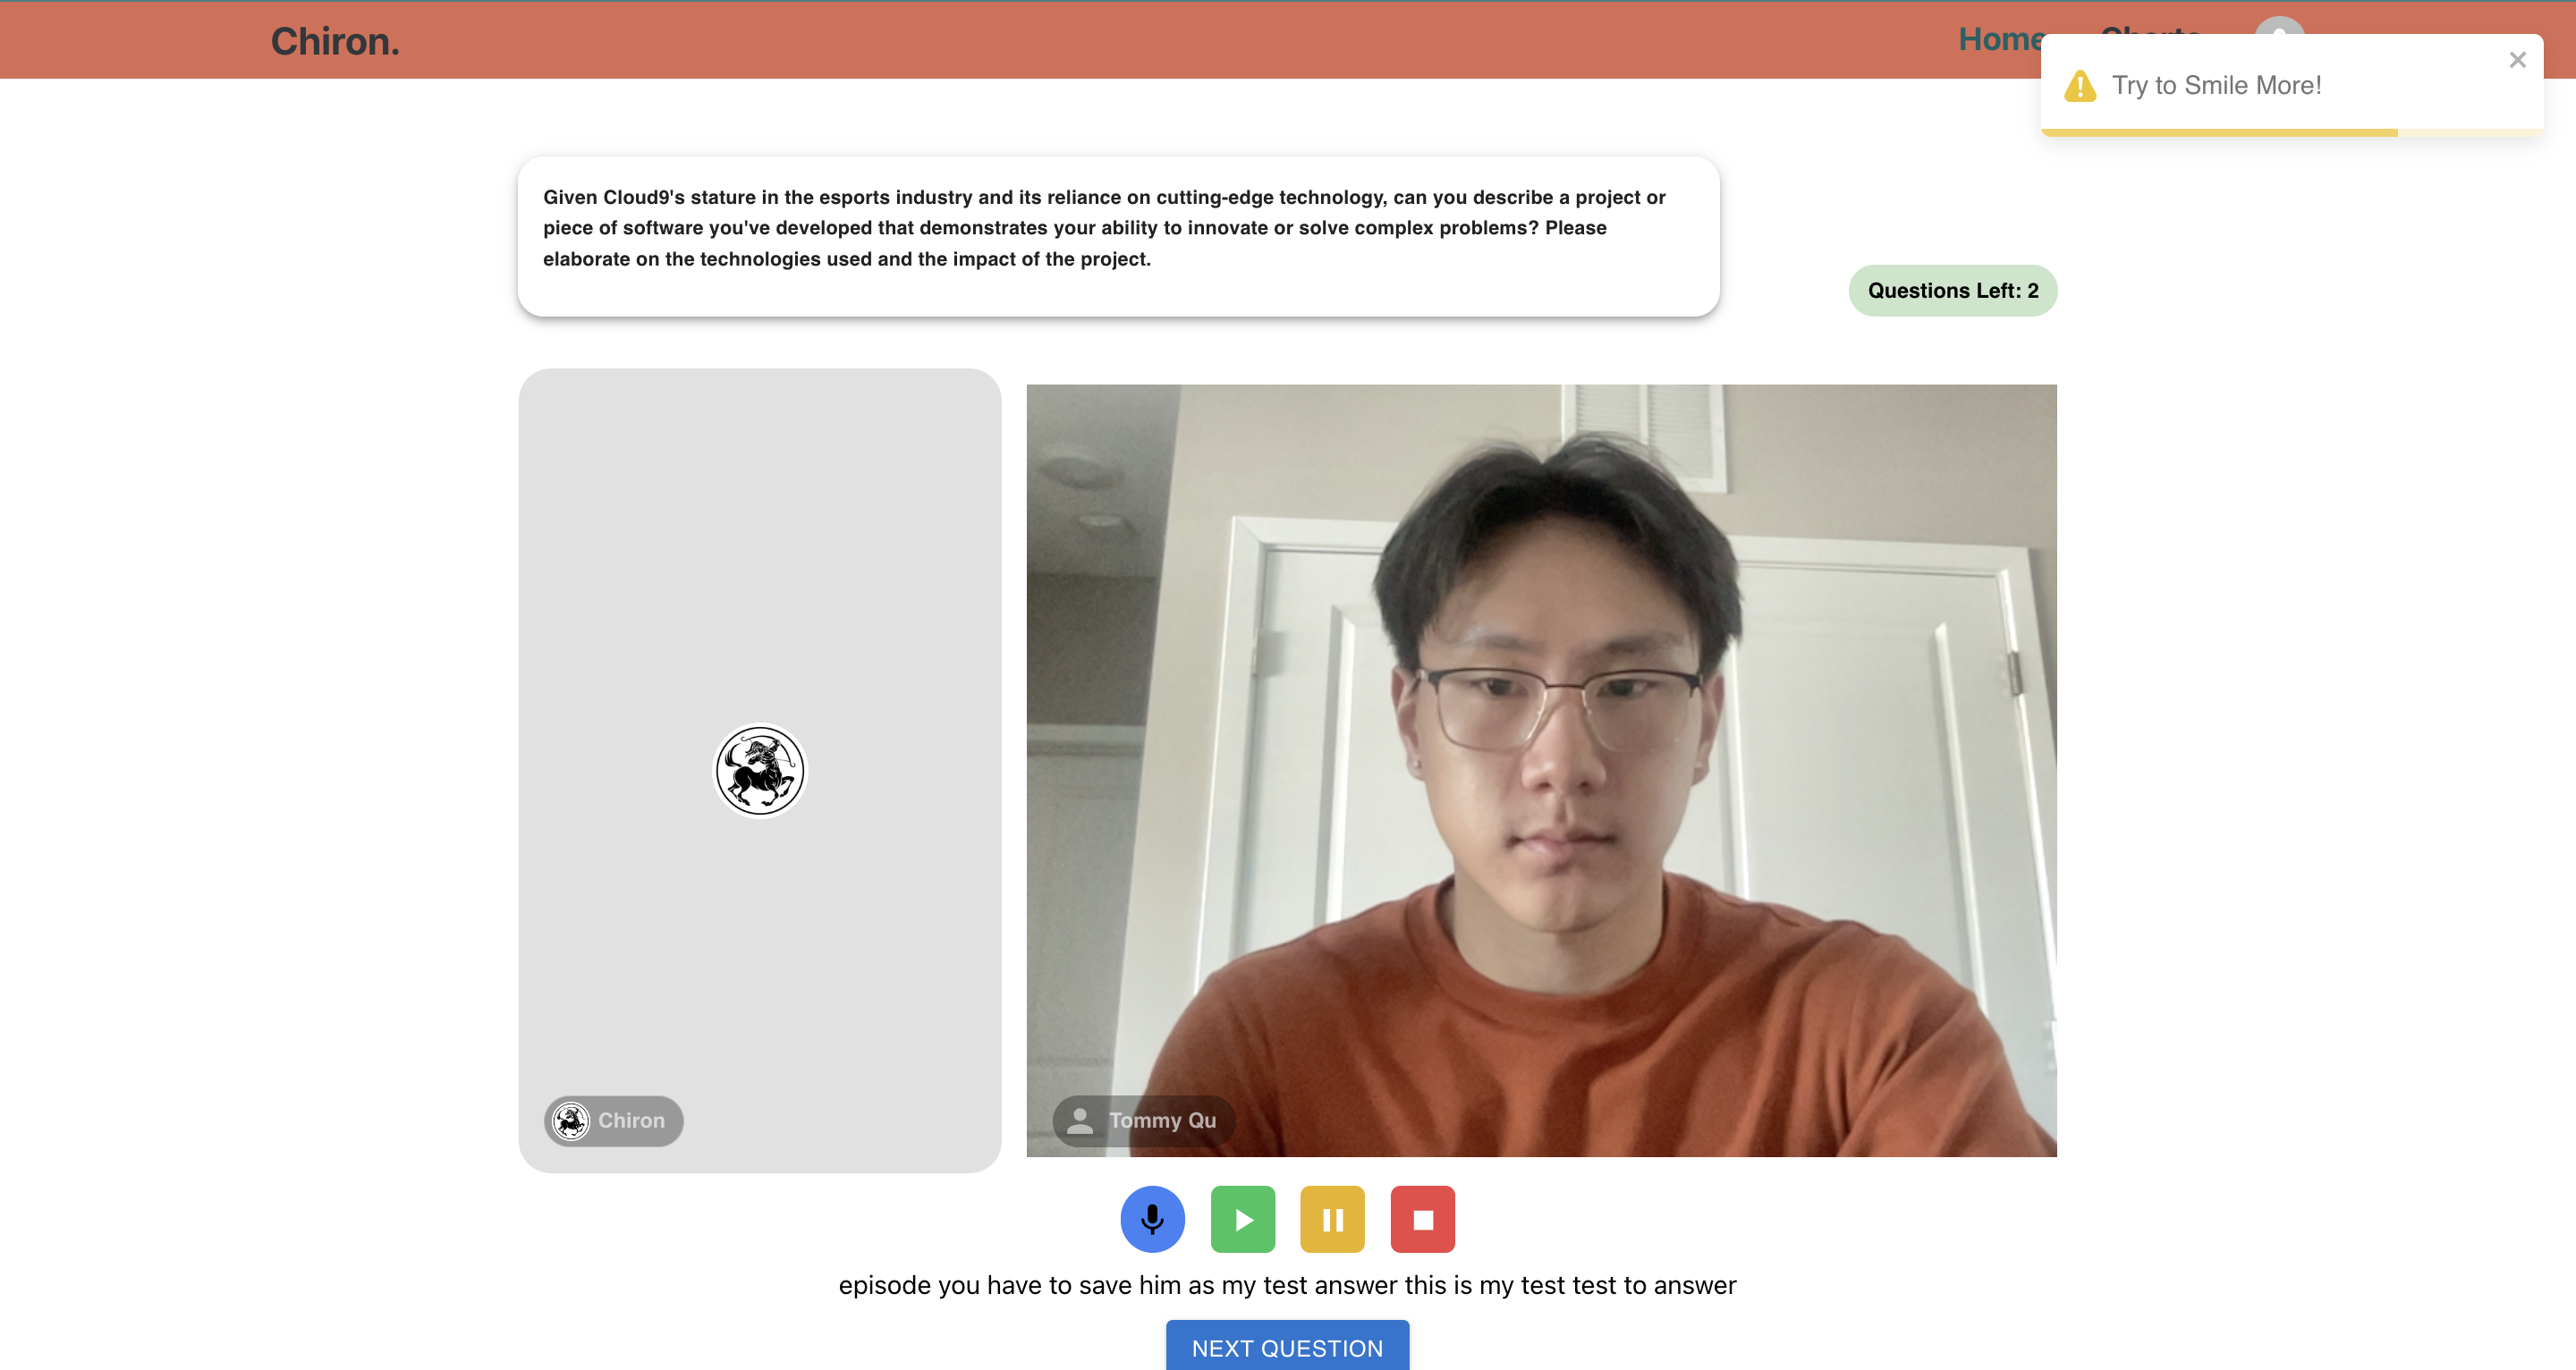 Chiron.
Home
Charts
Try to Smile More!
Given Cloud9's stature in the esports industry and its reliance on cutting-edge technology, can you describe a project or
piece of software you've developed that demonstrates your ability to innovate or solve complex problems? Please
elaborate on the technologies used and the impact of the project.
Questions Left: 2
Chiron
Tommy Qu
episode you have to save him as my test answer this is my test test to answer
NEXT QUESTION